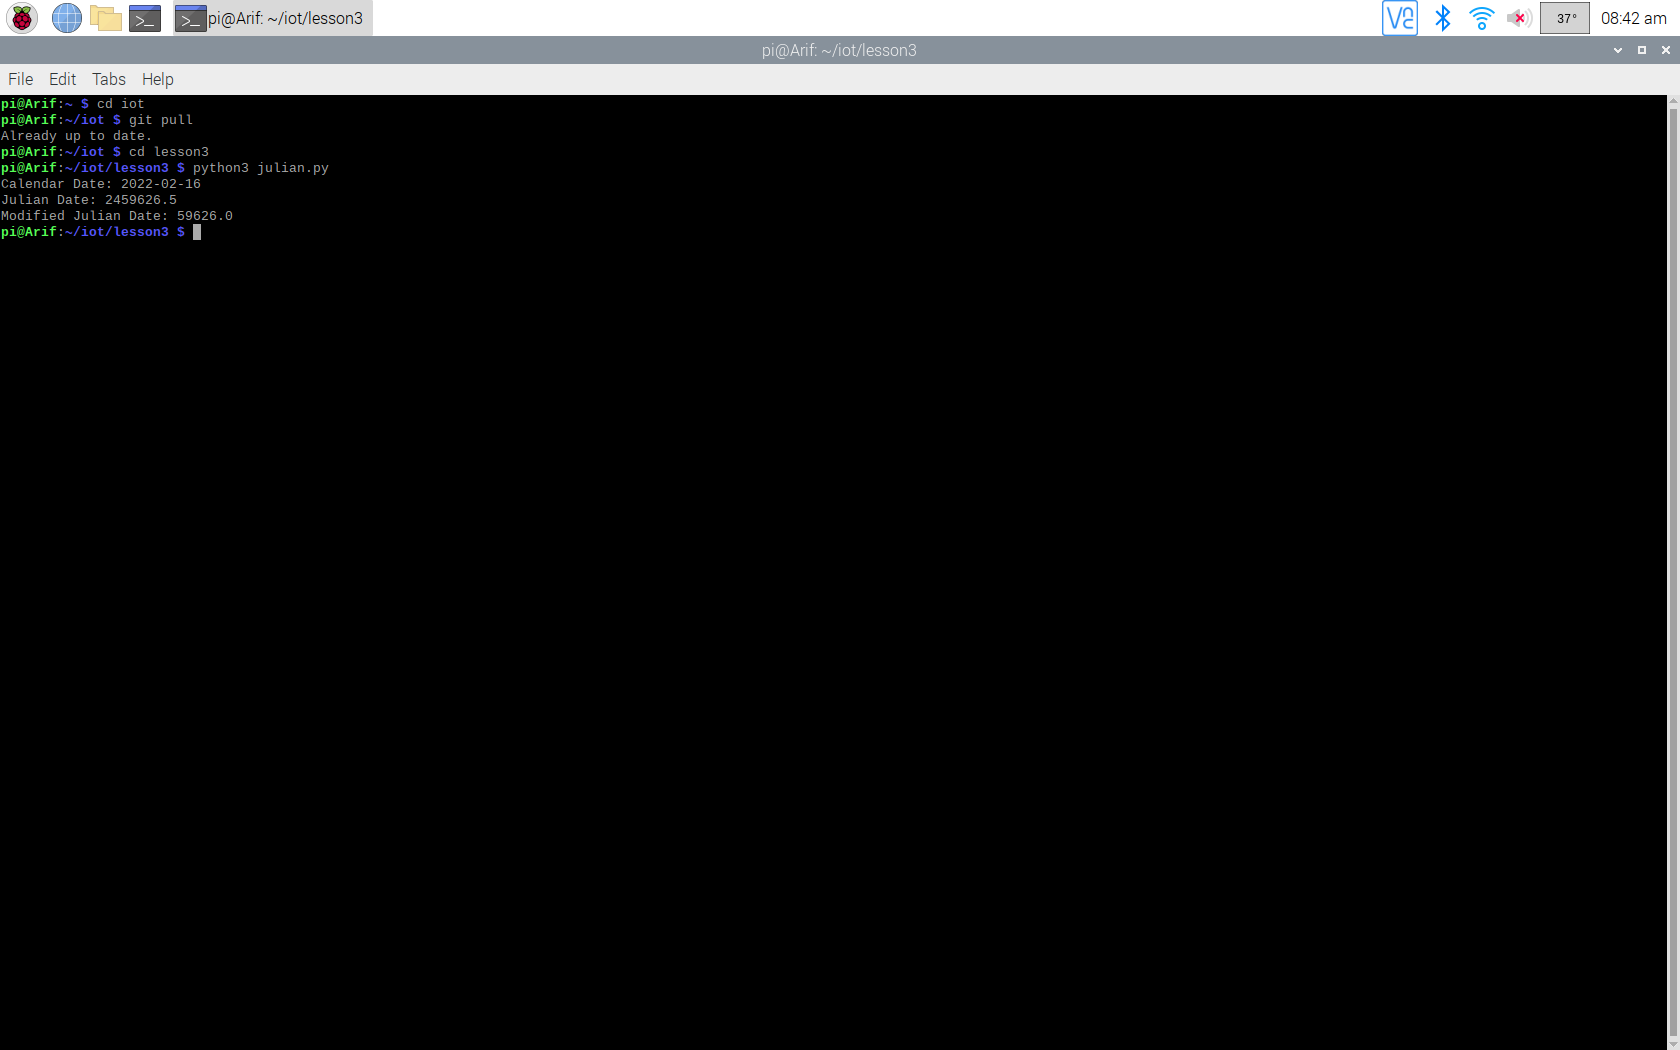 >_ >_ pi@Arif: ~/iot/lesson3 VNC 37° 08:42 am
pi@Arif: ~/iot/lesson3
File Edit Tabs Help
pi@Arif:~ $ cd iot
pi@Arif:~/iot $ git pull
Already up to date.
pi@Arif:~/iot $ cd lesson3
pi@Arif:~/iot/lesson3 $ python3 julian.py
Calendar Date: 2022-02-16
Julian Date: 2459626.5
Modified Julian Date: 59626.0
pi@Arif:~/iot/lesson3 $